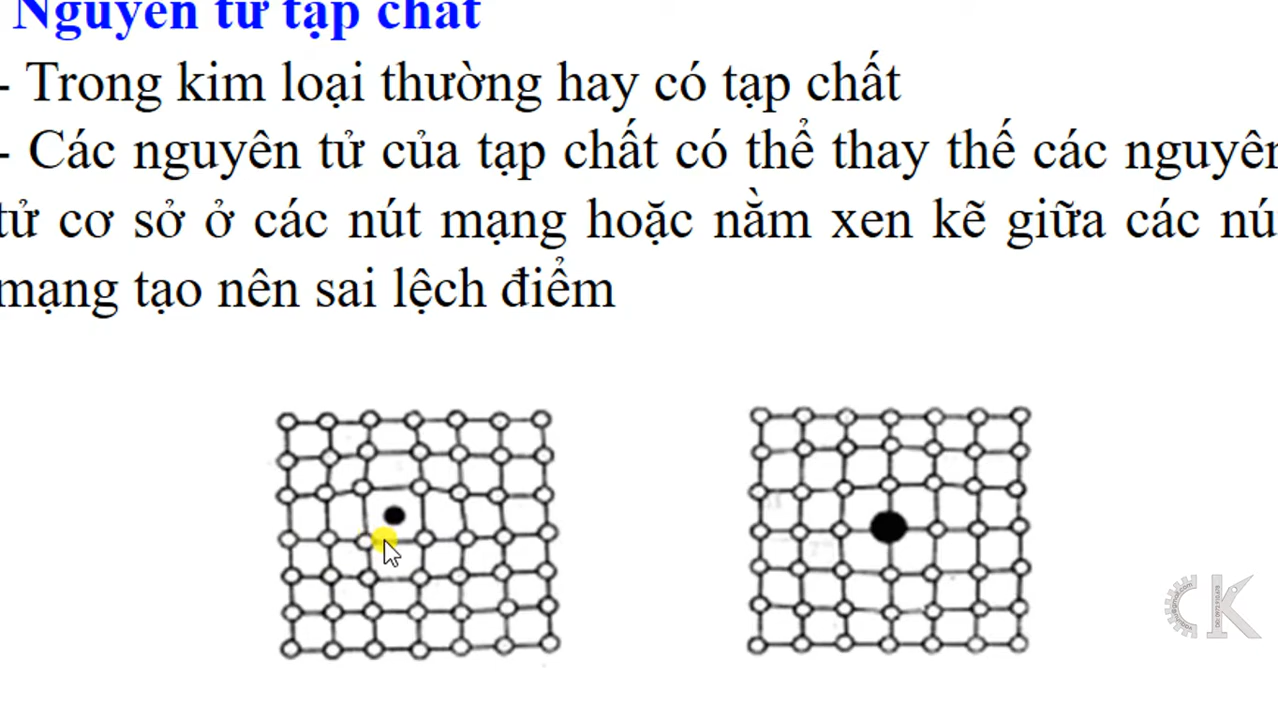 Nguyên tử tạp chất
- Trong kim loại thường hay có tạp chất
- Các nguyên tử của tạp chất có thể thay thế các nguyên
tử cơ sở ở các nút mạng hoặc nằm xen kẽ giữa các nú
mạng tạo nên sai lệch điểm
CK